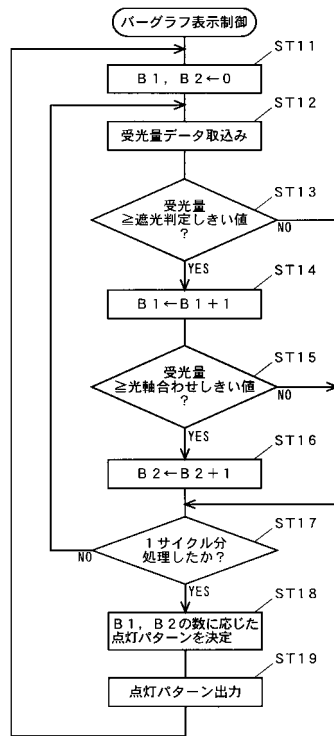 バーグラフ表示制御
ST11
B1,B2←0
ST12
受光量データ取込み
ST13
受光量
≧遮光判定しきい値
?
NO
YES
ST14
B1←B1+1
ST15
受光量
≧光軸合わせしきい値
?
NO
YES
ST16
B2←B2+1
ST17
1サイクル分
処理したか?
NO
YES
ST18
B1,B2の数に応じた
点灯パターンを決定
ST19
点灯パターン出力